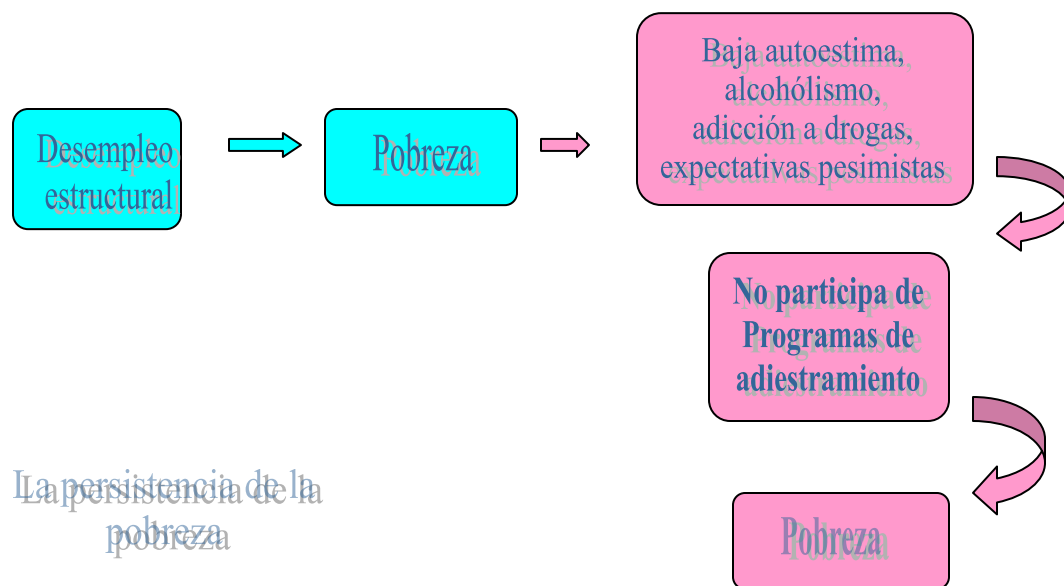 Desempleo
estructural
Pobreza
Baja autoestima,
alcohólismo,
adicción a drogas,
expectativas pesimistas
No participa de
Programas de
adiestramiento
Pobreza
La persistencia de la
pobreza